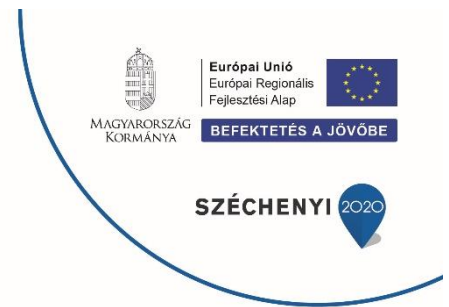 Európai Unió
Európai Regionális
Fejlesztési Alap
MAGYARORSZÁG
KORMÁNYA
BEFEKTETÉS A JÖVŐBE
SZÉCHENYI 2020